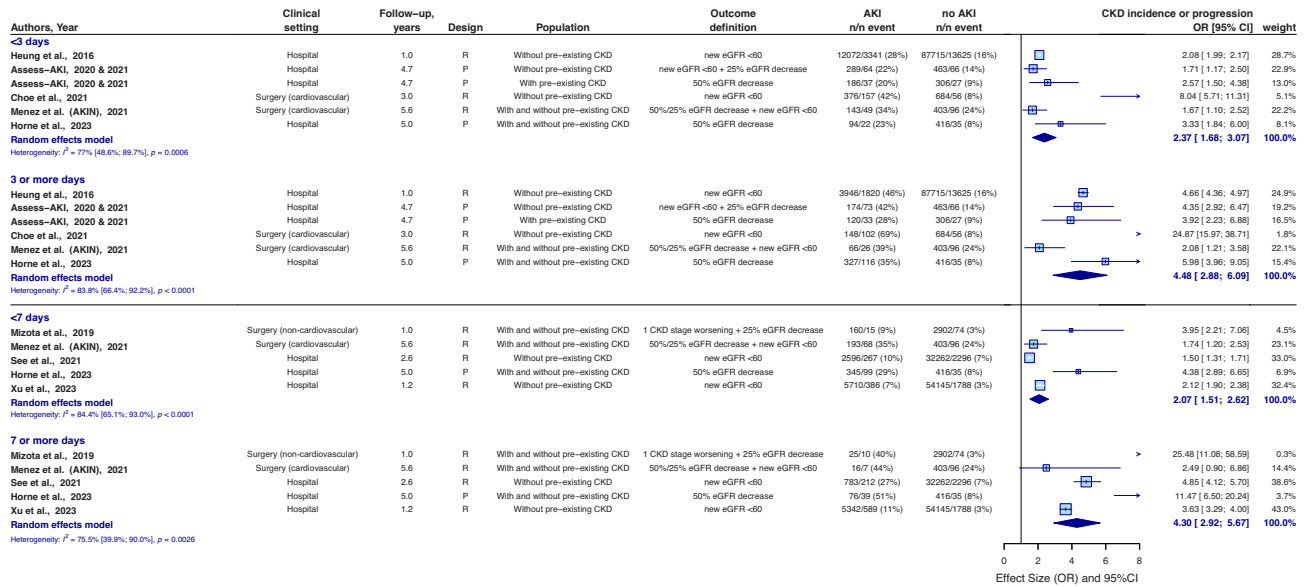 Clinical Follow−up, Outcome AKI no AKI CKD incidence or progression
Authors, Year setting years Design Population definition n/n event n/n event OR [95% CI] weight
<3 days
Heung et al., 2016 Hospital 1.0 R Without pre−existing CKD new eGFR <60 12072/3341 (28%) 87715/13625 (16%) 2.08 [1.99; 2.17] 28.7%
Assess−AKI, 2020 & 2021 Hospital 4.7 P Without pre−existing CKD new eGFR <60 + 25% eGFR decrease 289/64 (22%) 463/66 (14%) 1.71 [1.17; 2.50] 22.9%
Assess−AKI, 2020 & 2021 Hospital 4.7 P With pre−existing CKD 50% eGFR decrease 186/37 (20%) 306/27 (9%) 2.57 [1.50; 4.38] 13.0%
Choe et al., 2021 Surgery (cardiovascular) 3.0 R Without pre−existing CKD new eGFR <60 376/157 (42%) 684/56 (8%) 8.04 [5.71; 11.31] 5.1%
Menez et al. (AKIN), 2021 Surgery (cardiovascular) 5.6 R With and without pre−existing CKD 50%/25% eGFR decrease + new eGFR <60 143/49 (34%) 403/96 (24%) 1.67 [1.10; 2.52] 22.2%
Horne et al., 2023 Hospital 5.0 P With and without pre−existing CKD 50% eGFR decrease 94/22 (23%) 416/35 (8%) 3.33 [1.84; 6.00] 8.1%
Random effects model 2.37 [1.68; 3.07] 100.0%
Heterogeneity: I² = 77% [48.6%; 89.7%], p = 0.0006
3 or more days
Heung et al., 2016 Hospital 1.0 R Without pre−existing CKD new eGFR <60 3946/1820 (46%) 87715/13625 (16%) 4.66 [4.36; 4.97] 24.9%
Assess−AKI, 2020 & 2021 Hospital 4.7 P Without pre−existing CKD new eGFR <60 + 25% eGFR decrease 174/73 (42%) 463/66 (14%) 4.35 [2.92; 6.47] 19.2%
Assess−AKI, 2020 & 2021 Hospital 4.7 P With pre−existing CKD 50% eGFR decrease 120/33 (28%) 306/27 (9%) 3.92 [2.23; 6.88] 16.5%
Choe et al., 2021 Surgery (cardiovascular) 3.0 R Without pre−existing CKD new eGFR <60 148/102 (69%) 684/56 (8%) 24.87 [15.97; 38.71] 1.8%
Menez et al. (AKIN), 2021 Surgery (cardiovascular) 5.6 R With and without pre−existing CKD 50%/25% eGFR decrease + new eGFR <60 66/26 (39%) 403/96 (24%) 2.08 [1.21; 3.58] 22.1%
Horne et al., 2023 Hospital 5.0 P With and without pre−existing CKD 50% eGFR decrease 327/116 (35%) 416/35 (8%) 5.98 [3.96; 9.05] 15.4%
Random effects model 4.48 [2.88; 6.09] 100.0%
Heterogeneity: I² = 83.8% [66.4%; 92.2%], p < 0.0001
<7 days
Mizota et al., 2019 Surgery (non−cardiovascular) 1.0 R With and without pre−existing CKD 1 CKD stage worsening + 25% eGFR decrease 160/15 (9%) 2902/74 (3%) 3.95 [2.21; 7.06] 4.5%
Menez et al. (AKIN), 2021 Surgery (cardiovascular) 5.6 R With and without pre−existing CKD 50%/25% eGFR decrease + new eGFR <60 193/68 (35%) 403/96 (24%) 1.74 [1.20; 2.53] 23.1%
See et al., 2021 Hospital 2.6 R Without pre−existing CKD new eGFR <60 2596/267 (10%) 32262/2296 (7%) 1.50 [1.31; 1.71] 33.0%
Horne et al., 2023 Hospital 5.0 P With and without pre−existing CKD 50% eGFR decrease 345/99 (29%) 416/35 (8%) 4.38 [2.89; 6.65] 6.9%
Xu et al., 2023 Hospital 1.2 R Without pre−existing CKD new eGFR <60 5710/386 (7%) 54145/1788 (3%) 2.12 [1.90; 2.38] 32.4%
Random effects model 2.07 [1.51; 2.62] 100.0%
Heterogeneity: I² = 84.4% [65.1%; 93.0%], p < 0.0001
7 or more days
Mizota et al., 2019 Surgery (non−cardiovascular) 1.0 R With and without pre−existing CKD 1 CKD stage worsening + 25% eGFR decrease 25/10 (40%) 2902/74 (3%) 25.48 [11.08; 58.59] 0.3%
Menez et al. (AKIN), 2021 Surgery (cardiovascular) 5.6 R With and without pre−existing CKD 50%/25% eGFR decrease + new eGFR <60 16/7 (44%) 403/96 (24%) 2.49 [0.90; 6.86] 14.4%
See et al., 2021 Hospital 2.6 R Without pre−existing CKD new eGFR <60 783/212 (27%) 32262/2296 (7%) 4.85 [4.12; 5.70] 38.6%
Horne et al., 2023 Hospital 5.0 P With and without pre−existing CKD 50% eGFR decrease 76/39 (51%) 416/35 (8%) 11.47 [6.50; 20.24] 3.7%
Xu et al., 2023 Hospital 1.2 R Without pre−existing CKD new eGFR <60 5342/589 (11%) 54145/1788 (3%) 3.63 [3.29; 4.00] 43.0%
Random effects model 4.30 [2.92; 5.67] 100.0%
Heterogeneity: I² = 75.5% [39.9%; 90.0%], p = 0.0026
0 2 4 6 8
Effect Size (OR) and 95%CI